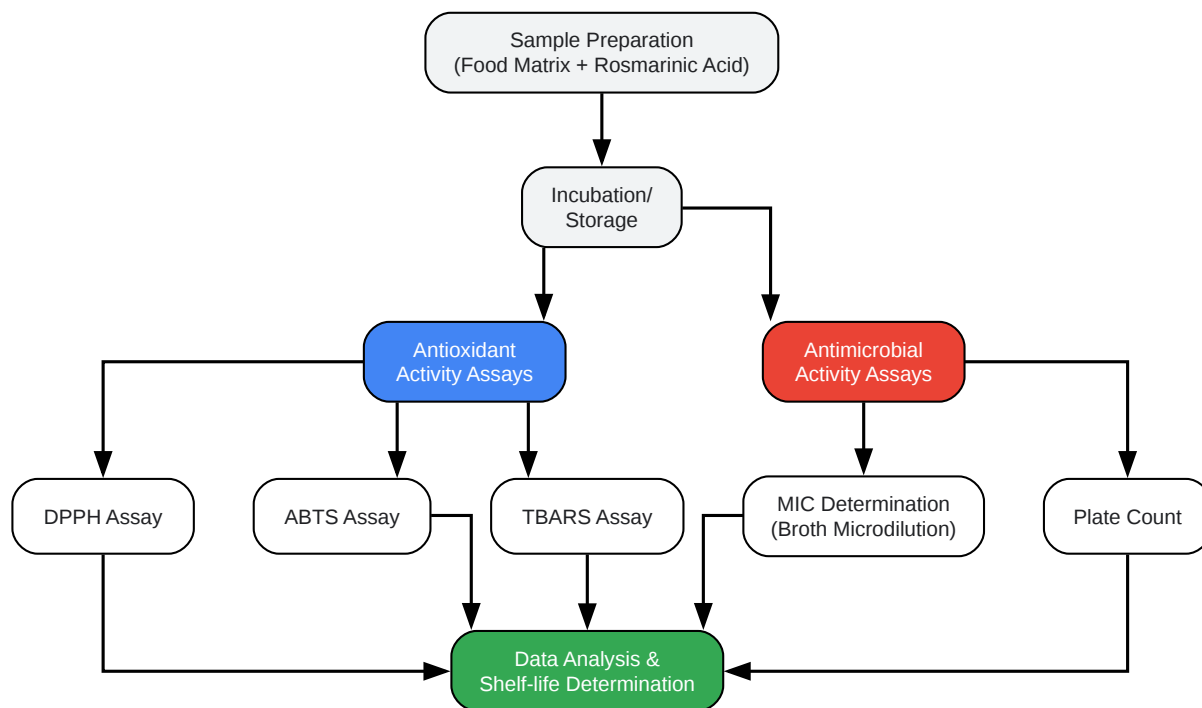 Sample Preparation
(Food Matrix + Rosmarinic Acid)
Incubation/
Storage
Antioxidant
Activity Assays
Antimicrobial
Activity Assays
DPPH Assay
ABTS Assay
TBARS Assay
MIC Determination
(Broth Microdilution)
Plate Count
Data Analysis &
Shelf-life Determination